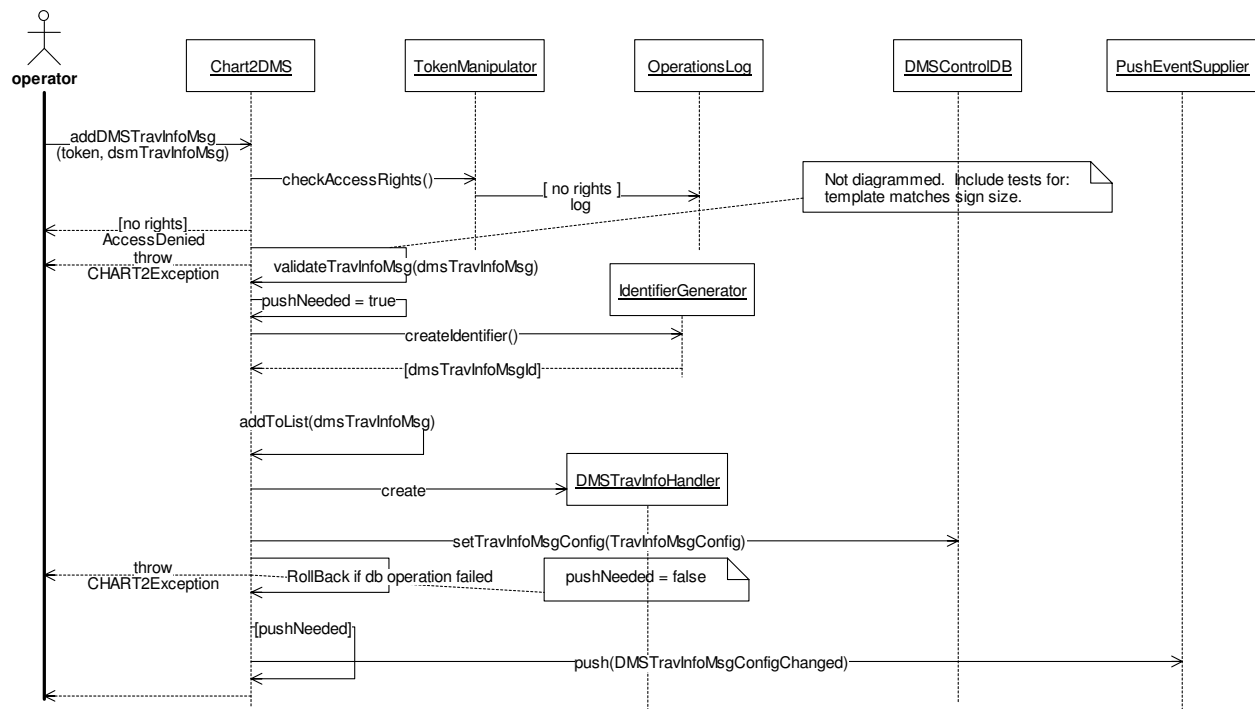 operator
Chart2DMS
TokenManipulator
OperationsLog
DMSControlDB
PushEventSupplier
addDMSTravInfoMsg
(token, dsmTravInfoMsg)
checkAccessRights()
[ no rights ]
log
Not diagrammed.  Include tests for:
template matches sign size.
[no rights]
AccessDenied
throw
CHART2Exception
validateTravInfoMsg(dmsTravInfoMsg)
pushNeeded = true
IdentifierGenerator
createIdentifier()
[dmsTravInfoMsgId]
addToList(dmsTravInfoMsg)
DMSTravInfoHandler
create
setTravInfoMsgConfig(TravInfoMsgConfig)
throw
CHART2Exception
RollBack if db operation failed
pushNeeded = false
[pushNeeded]
push(DMSTravInfoMsgConfigChanged)